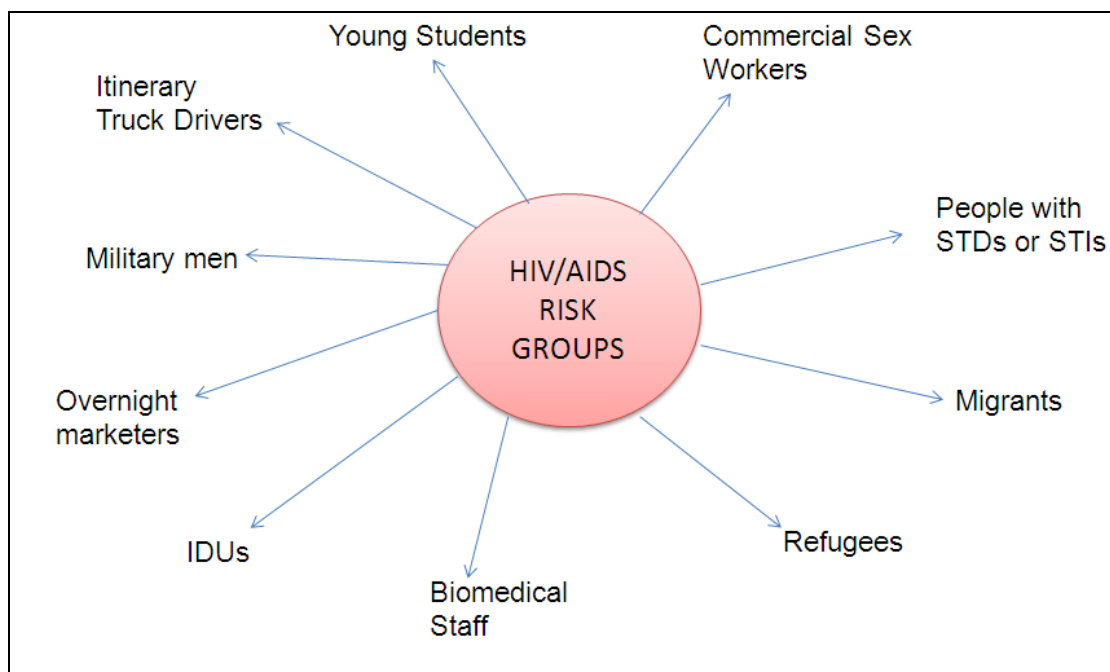 Young Students
Commercial Sex
Workers
Itinerary
Truck Drivers
People with
STDs or STIs
Military men
HIV/AIDS
RISK
GROUPS
Overnight
marketers
Migrants
IDUs
Refugees
Biomedical
Staff